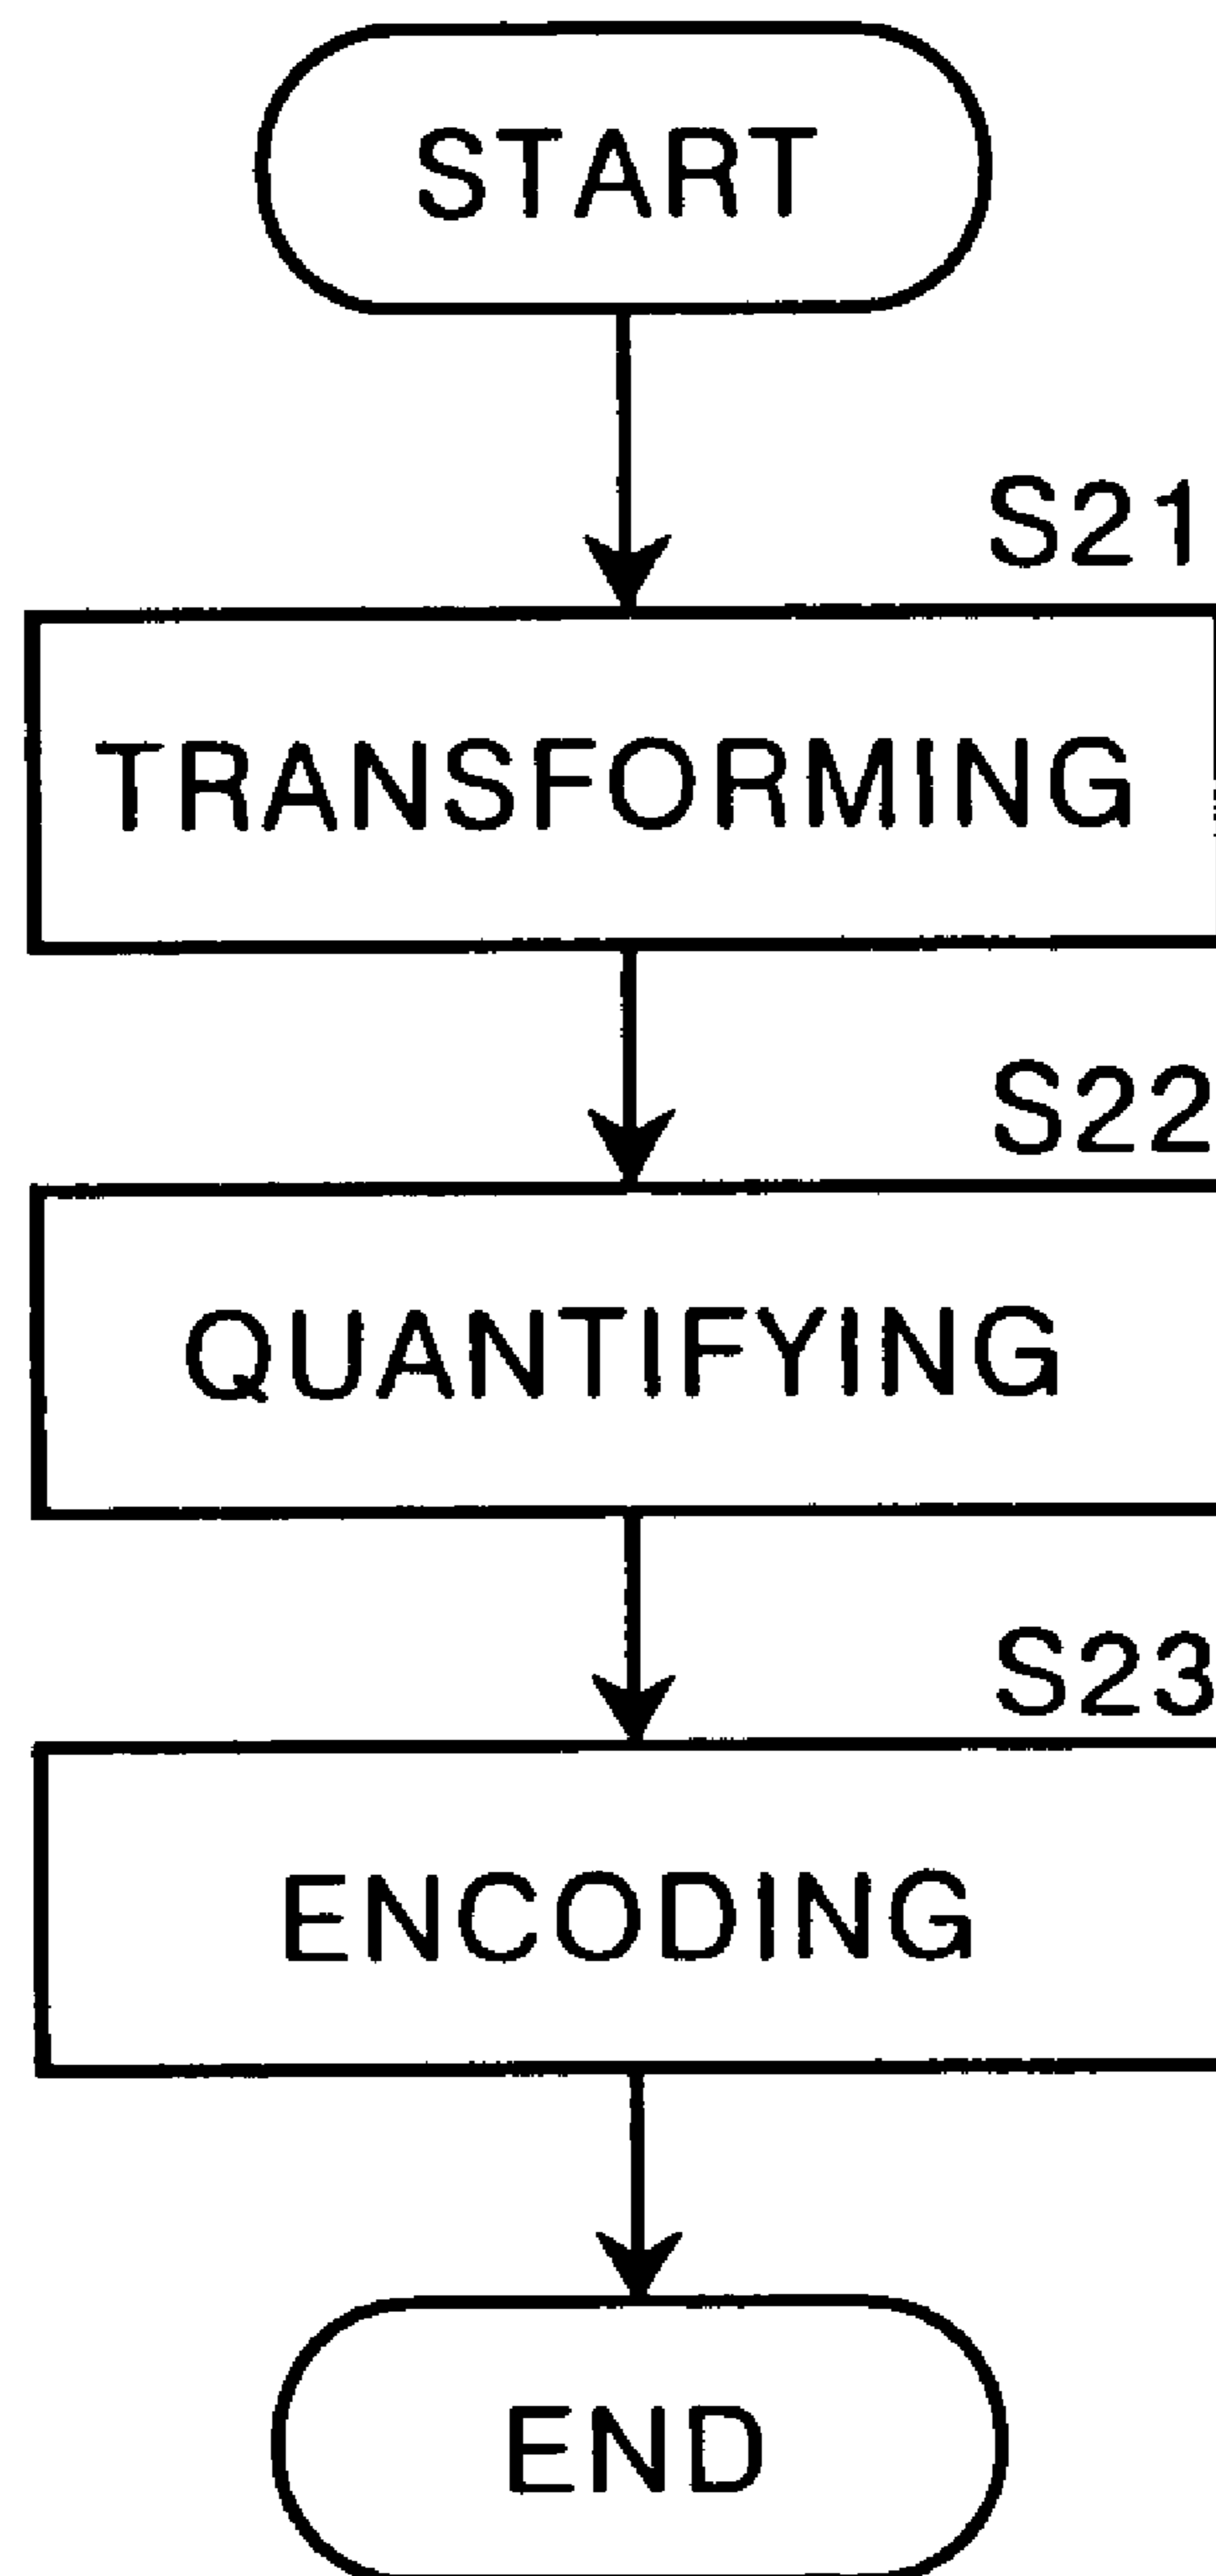 START
S21
TRANSFORMING
S22
QUANTIFYING
S23
ENCODING
END